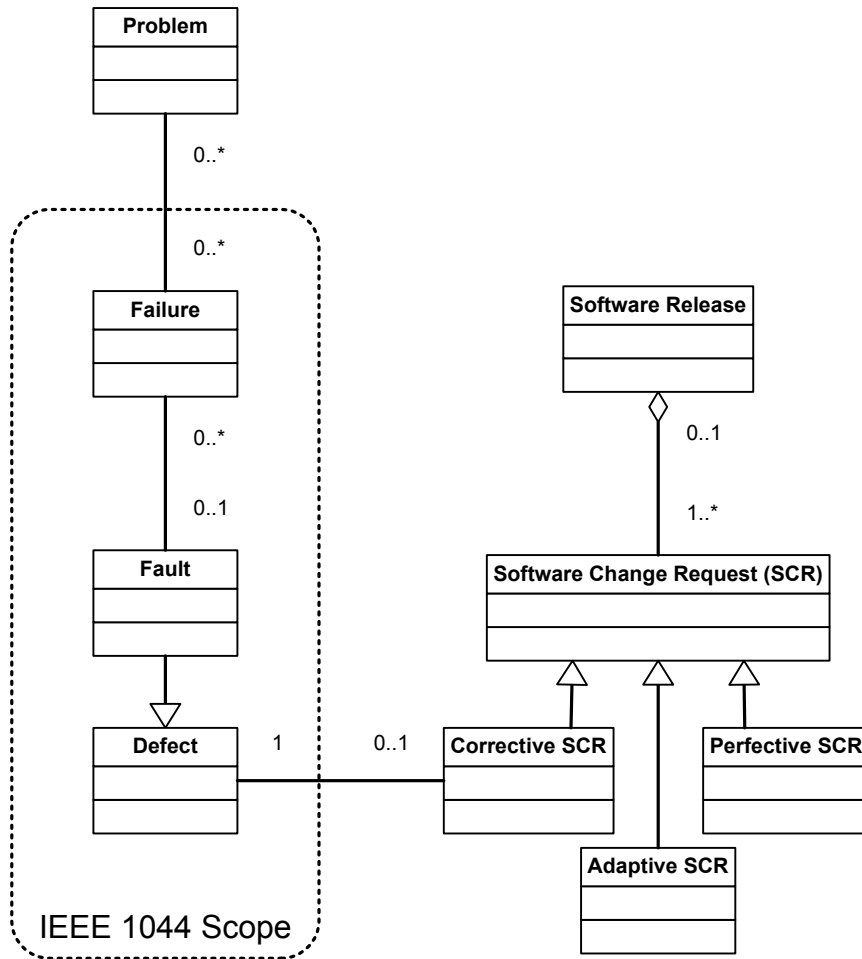 Problem
0..*
0..*
Failure
Software Release
0..*
0..1
0..1
1..*
Fault
Software Change Request (SCR)
Defect
1
0..1
Corrective SCR
Perfective SCR
Adaptive SCR
IEEE 1044 Scope